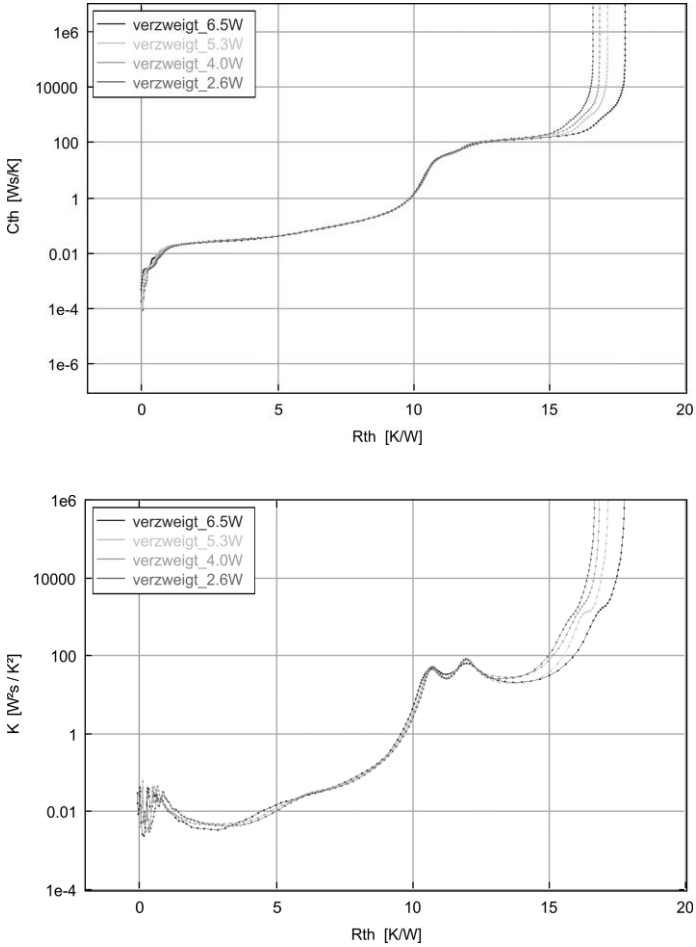 1e6
10000
100
1
0.01
1e-4
1e-6
Cth [Ws/K]
verzweigt_6.5W
verzweigt_5.3W
verzweigt_4.0W
verzweigt_2.6W
0
5
10
15
20
Rth [K/W]
1e6
10000
100
1
0.01
1e-4
K [W²s / K²]
verzweigt_6.5W
verzweigt_5.3W
verzweigt_4.0W
verzweigt_2.6W
0
5
10
15
20
Rth [K/W]